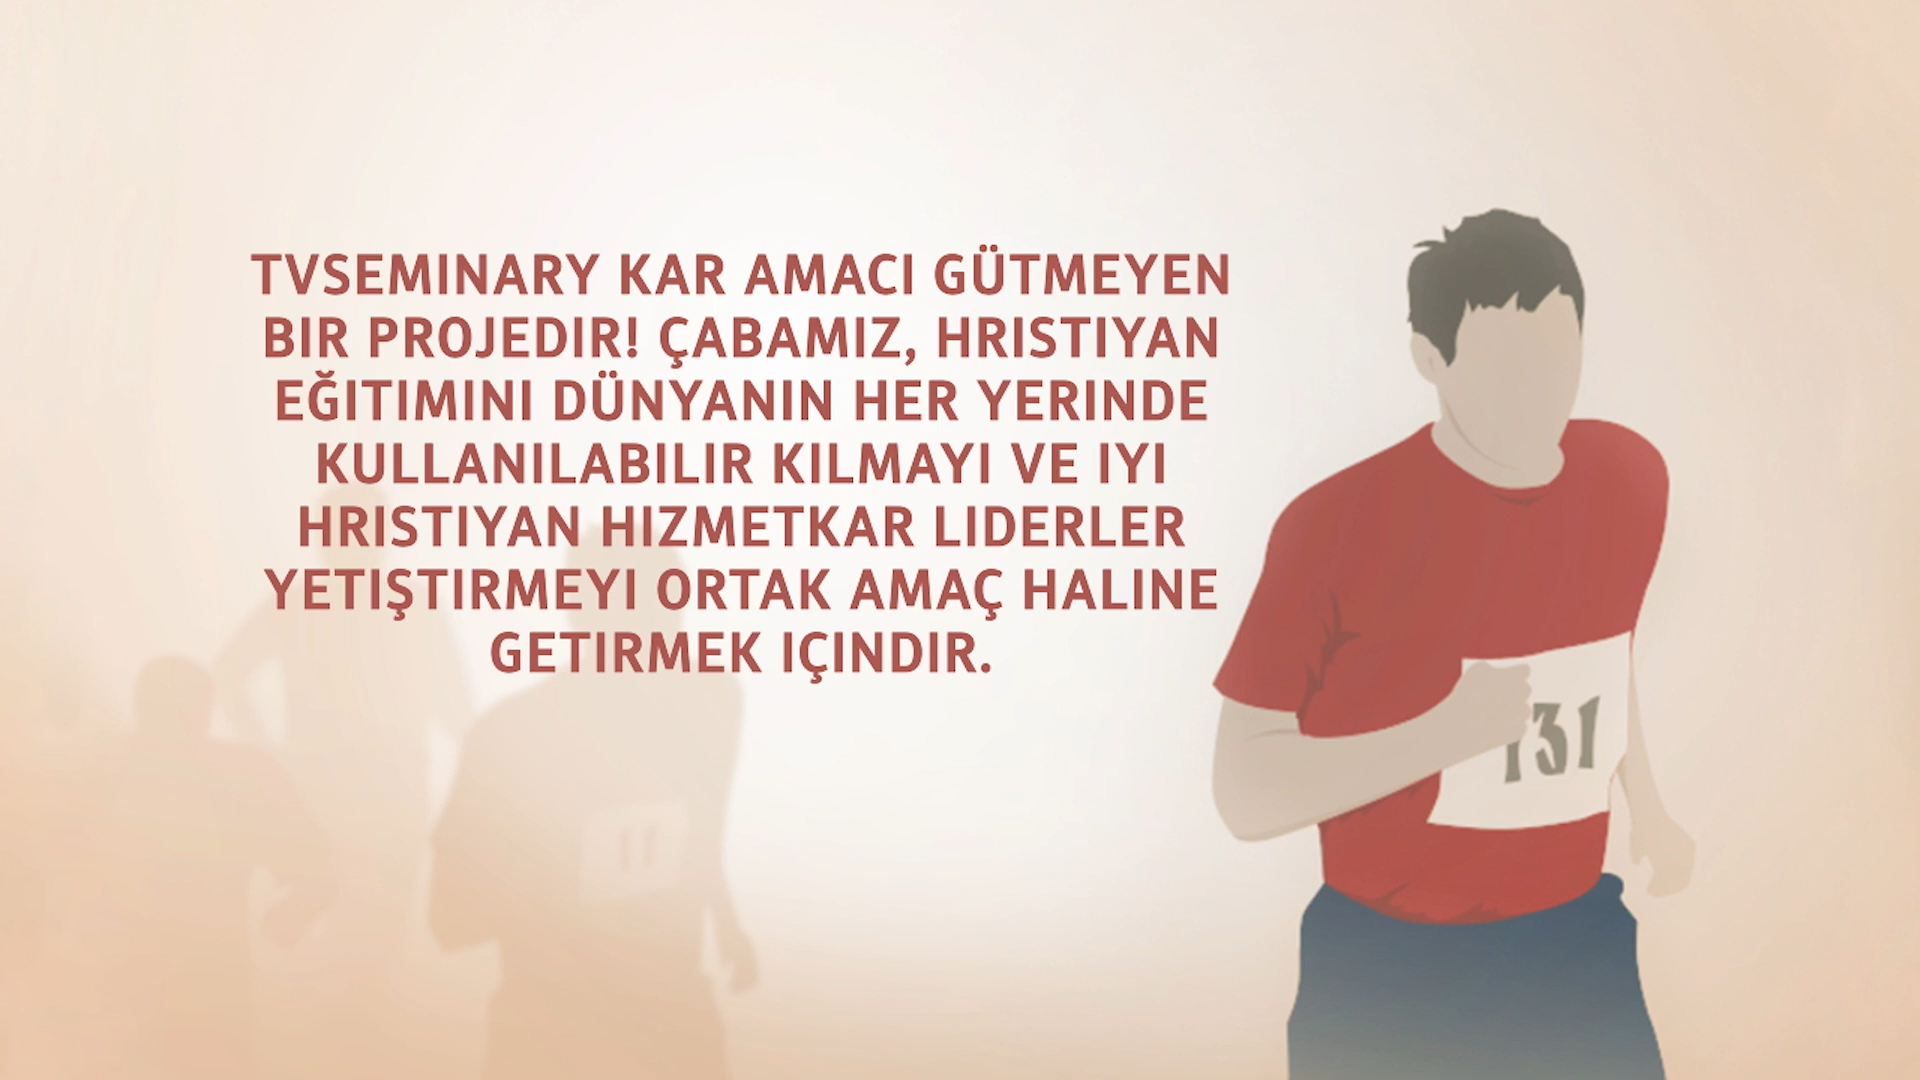 TVSEMINARY KAR AMACI GÜTMEYEN
BIR PROJEDIR! ÇABAMIZ, HRISTIYAN
EĞITIMINI DÜNYANIN HER YERINDE
KULLANILABILIR KILMAYI VE IYI
HRISTIYAN HIZMETKAR LIDERLER
YETIŞTIRMEYI ORTAK AMAÇ HALINE
GETIRMEK IÇINDIR.
131
11